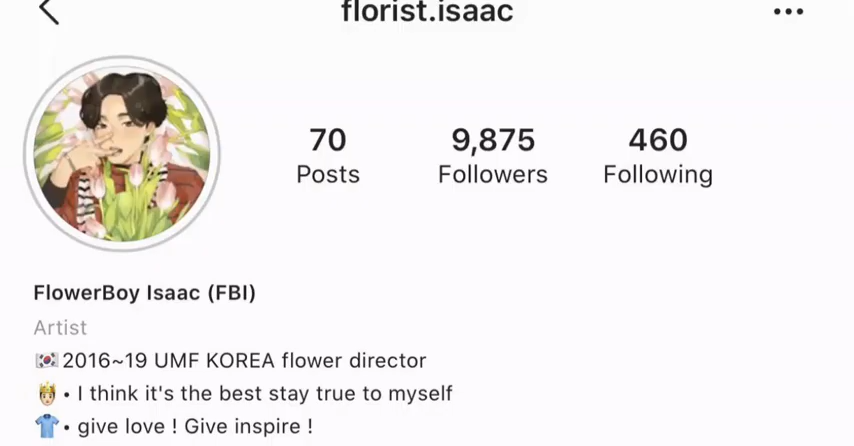 florist.isaac
70
9,875
460
Posts
Followers
Following
FlowerBoy Isaac (FBI)
Artist
🇰🇷2016~19 UMF KOREA flower director
🤴• I think it's the best stay true to myself
👕• give love ! Give inspire !